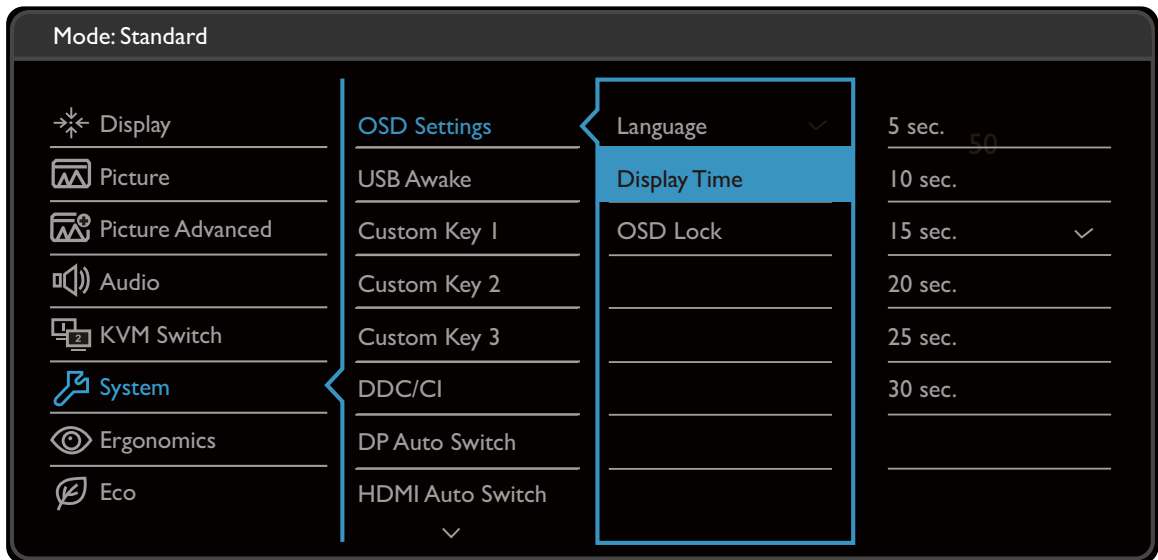 Mode: Standard
Display
Picture
Picture Advanced
Audio
KVM Switch
1
2
System
Ergonomics
Eco
OSD Settings
USB Awake
Custom Key 1
Custom Key 2
Custom Key 3
DDC/CI
DP Auto Switch
HDMI Auto Switch
Language
Display Time
OSD Lock
5 sec.
50
10 sec.
15 sec.
20 sec.
25 sec.
30 sec.